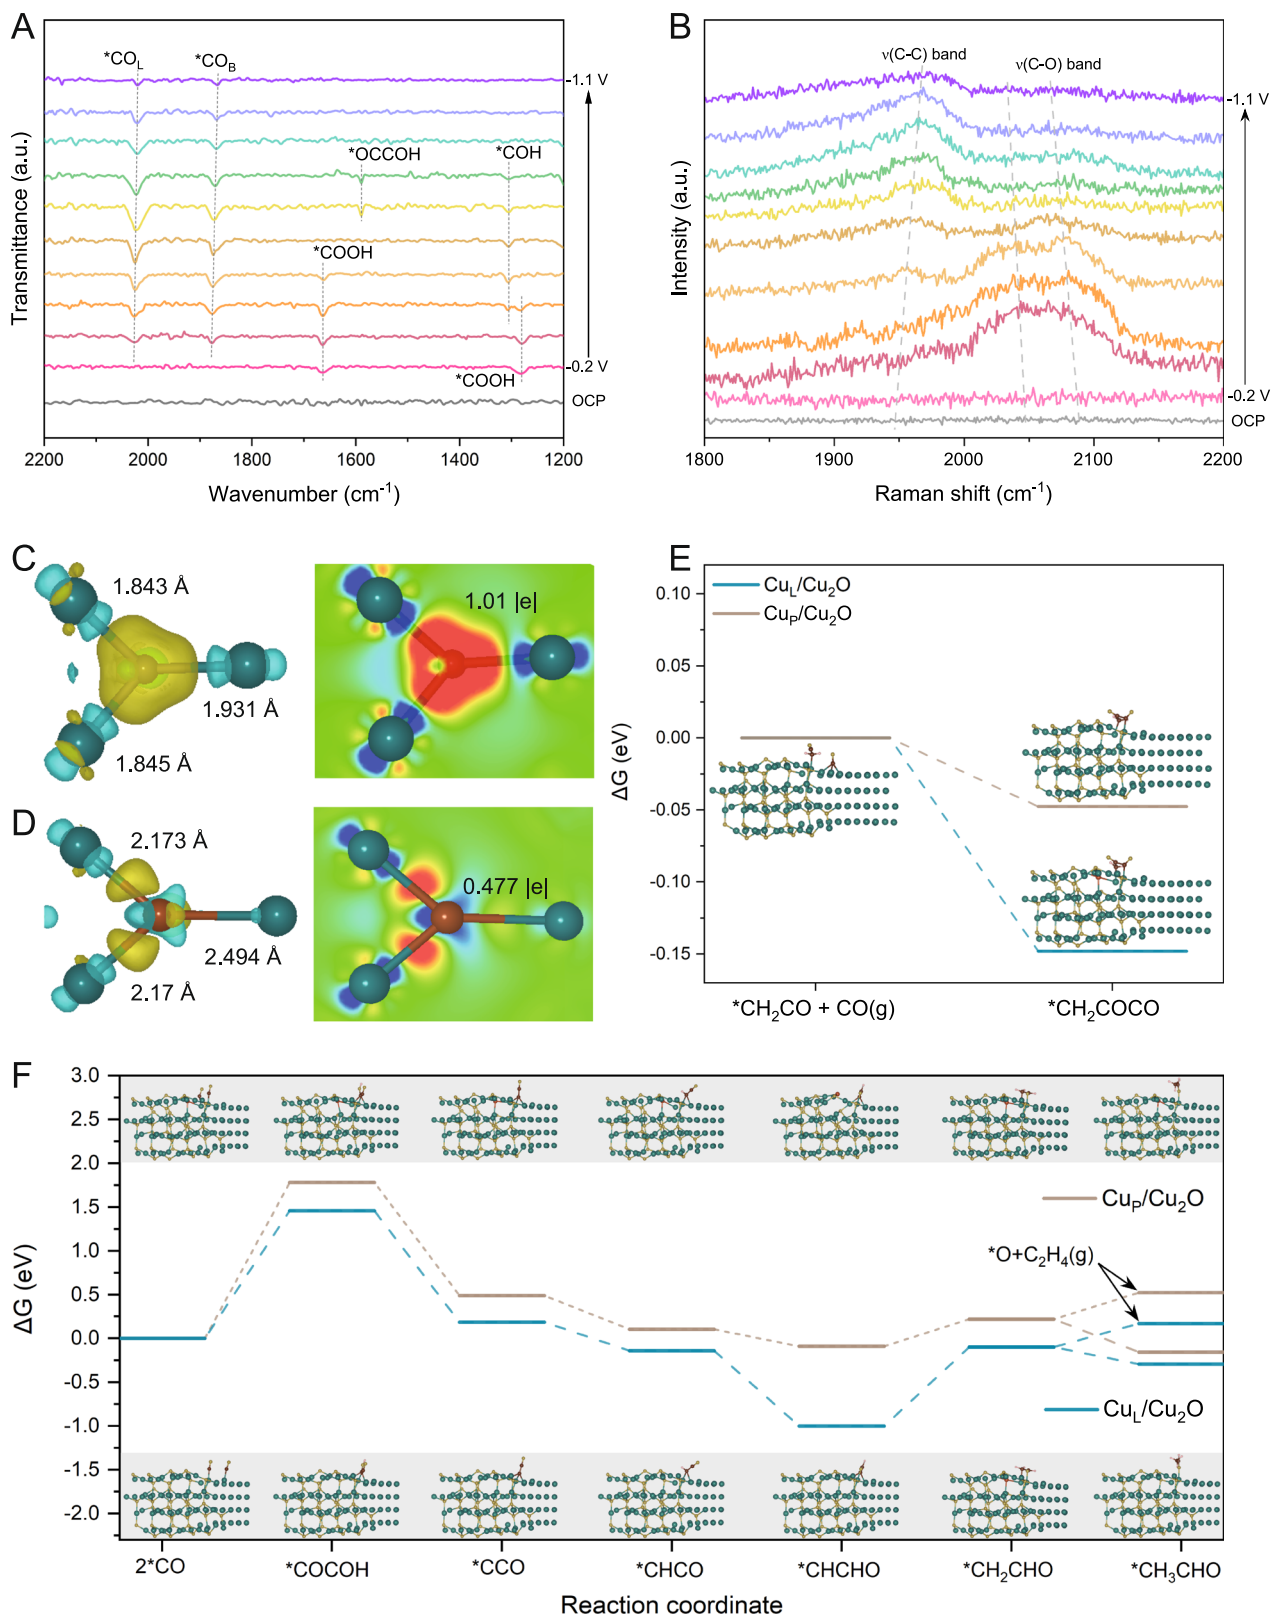 A
*CO_L
*CO_B
-1.1 V
*OCCOH
*COH
*COOH
*COOH
-0.2 V
OCP
Transmittance (a.u.)
2200
2000
1800
1600
1400
1200
Wavenumber (cm⁻¹)
B
ν(C-C) band
ν(C-O) band
-1.1 V
-0.2 V
OCP
Intensity (a.u.)
1800
1900
2000
2100
2200
Raman shift (cm⁻¹)
C
1.843 Å
1.931 Å
1.845 Å
1.01 |e|
D
2.173 Å
2.494 Å
2.17 Å
0.477 |e|
E
Cu_L/Cu₂O
Cu_P/Cu₂O
0.10
0.05
0.00
-0.05
-0.10
-0.15
ΔG (eV)
*CH₂CO + CO(g)
*CH₂COCO
F
3.0
2.5
2.0
1.5
1.0
0.5
0.0
-0.5
-1.0
-1.5
-2.0
ΔG (eV)
Cu_P/Cu₂O
*O+C₂H₄(g)
Cu_L/Cu₂O
2*CO
*COCOH
*CCO
*CHCO
*CHCHO
*CH₂CHO
*CH₃CHO
Reaction coordinate